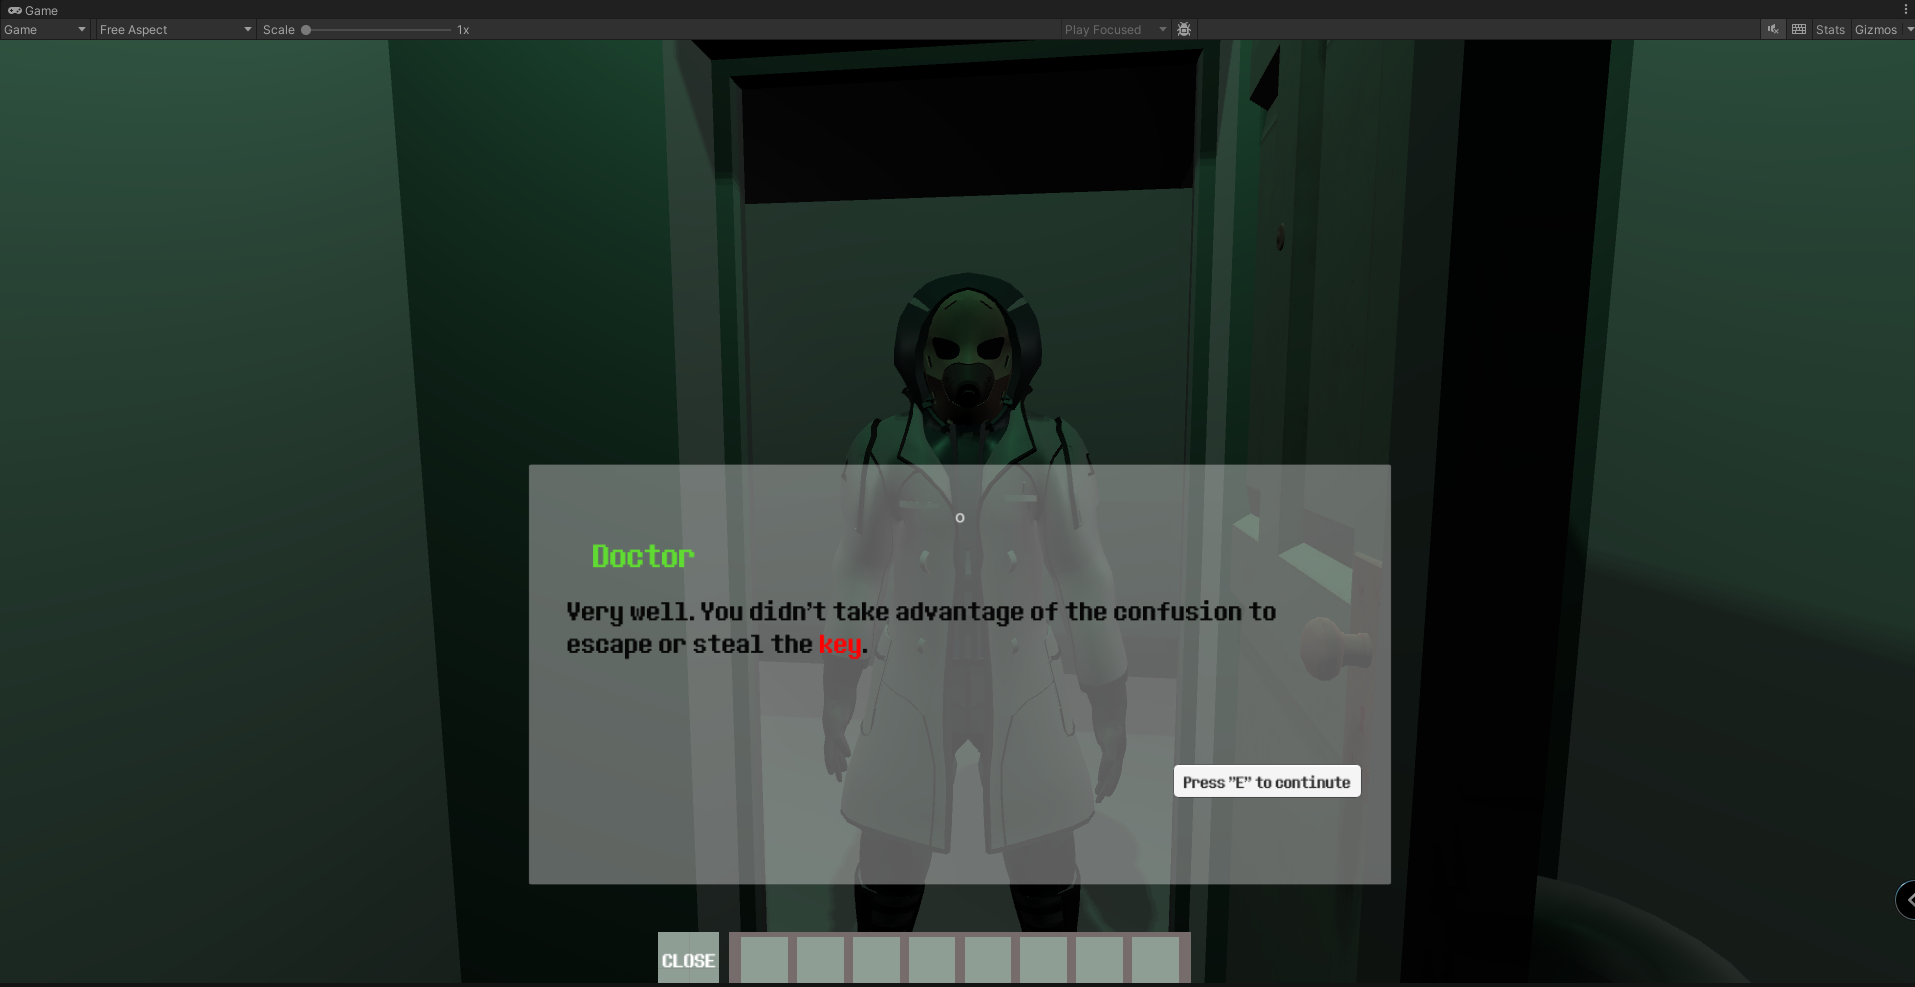 Game
Game Free Aspect Scale 1x Play Focused Stats Gizmos
Doctor
Very well. You didn't take advantage of the confusion to
escape or steal the key.
Press "E" to continute
CLOSE